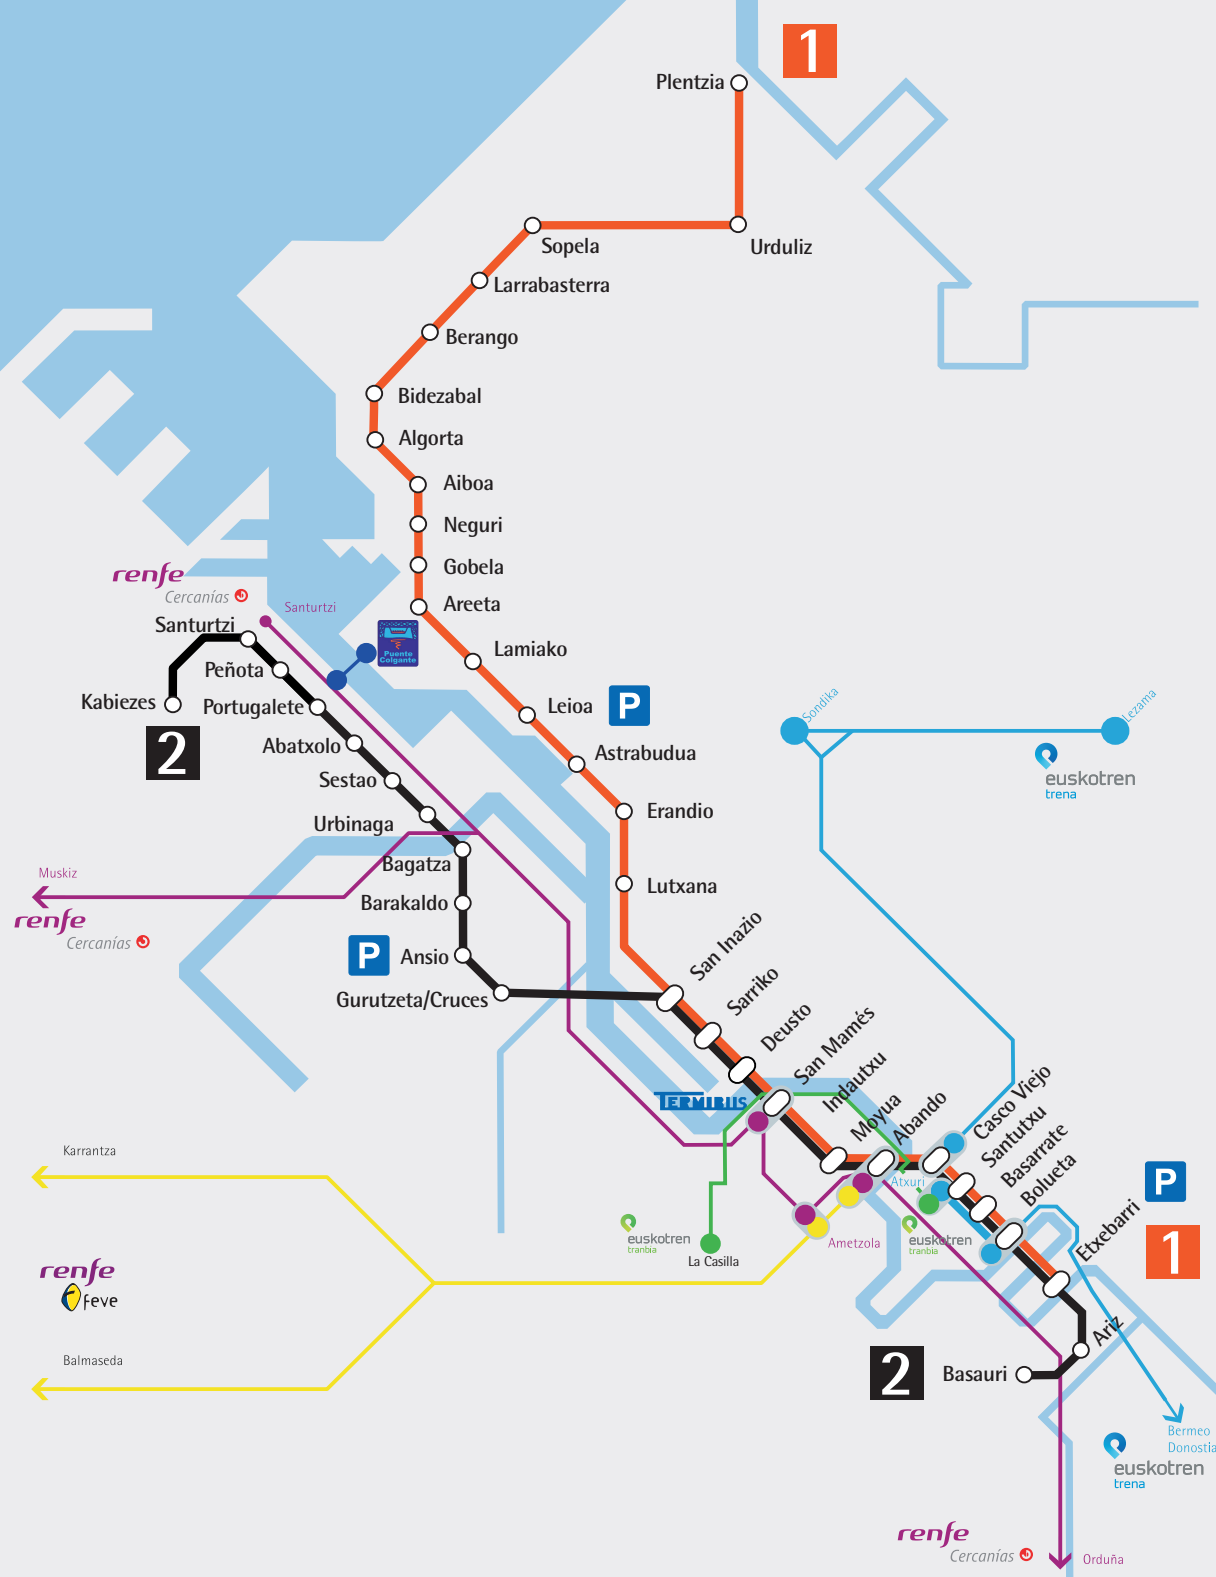 1
Plentzia
Sopela
Urduliz
Larrabasterra
Berango
Bidezabal
Algorta
Aiboa
Neguri
Gobela
Areeta
renfe
Cercanías
Santurtzi
Santurtzi
Puente
Colgante
Lamiako
Peñota
Kabiezes
Portugalete
Leioa
P
2
Abatxolo
Astrabudua
Sestao
Sondika
Lezama
euskotren
trena
Urbinaga
Erandio
Bagatza
Muskiz
renfe
Cercanías
Barakaldo
Lutxana
P
Ansio
Gurutzeta/Cruces
San Inazio
Sarriko
Deusto
San Mamés
Indautxu
Moyua
Abando
TERMIBUS
Casco Viejo
Santutxu
Basarrate
Bolueta
Etxebarri
Karrantza
Atxuri
P
1
euskotren
tranbia
La Casilla
Ametzola
euskotren
tranbia
renfe
feve
Balmaseda
Ariz
2
Basauri
Bermeo
Donostia
euskotren
trena
renfe
Cercanías
Orduña